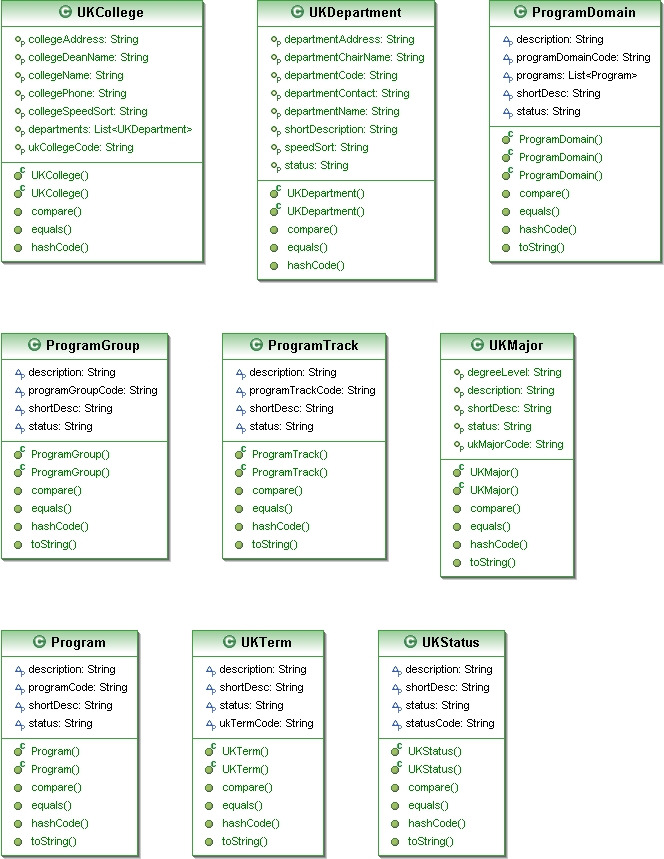 UKCollege
collegeAddress: String
collegeDeanName: String
collegeName: String
collegePhone: String
collegeSpeedSort: String
departments: List<UKDepartment>
ukCollegeCode: String
UKCollege()
UKCollege()
compare()
equals()
hashCode()
UKDepartment
departmentAddress: String
departmentChairName: String
departmentCode: String
departmentContact: String
departmentName: String
shortDescription: String
speedSort: String
status: String
UKDepartment()
UKDepartment()
compare()
equals()
hashCode()
ProgramDomain
description: String
programDomainCode: String
programs: List<Program>
shortDesc: String
status: String
ProgramDomain()
ProgramDomain()
ProgramDomain()
compare()
equals()
hashCode()
toString()
ProgramGroup
description: String
programGroupCode: String
shortDesc: String
status: String
ProgramGroup()
ProgramGroup()
compare()
equals()
hashCode()
toString()
ProgramTrack
description: String
programTrackCode: String
shortDesc: String
status: String
ProgramTrack()
ProgramTrack()
compare()
equals()
hashCode()
toString()
UKMajor
degreeLevel: String
description: String
shortDesc: String
status: String
ukMajorCode: String
UKMajor()
UKMajor()
compare()
equals()
hashCode()
toString()
Program
description: String
programCode: String
shortDesc: String
status: String
Program()
Program()
compare()
equals()
hashCode()
toString()
UKTerm
description: String
shortDesc: String
status: String
ukTermCode: String
UKTerm()
UKTerm()
compare()
equals()
hashCode()
toString()
UKStatus
description: String
shortDesc: String
status: String
statusCode: String
UKStatus()
UKStatus()
compare()
equals()
hashCode()
toString()